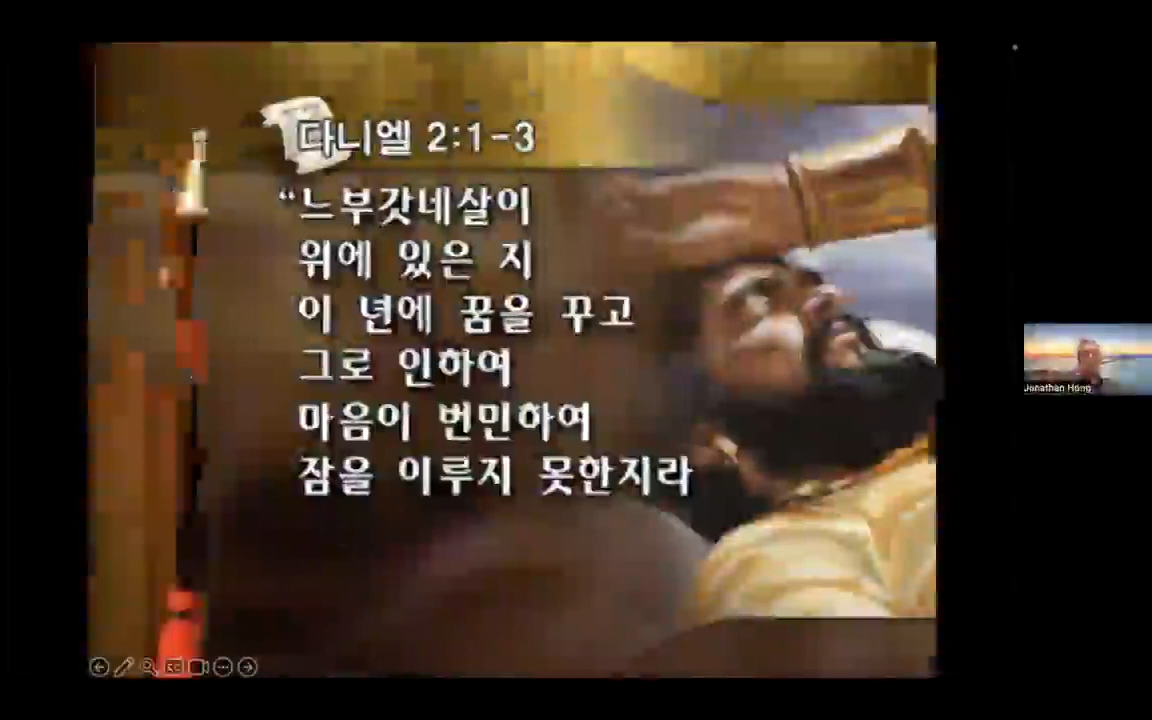 다니엘 2:1-3
“느부갓네살이
위에 있은 지
이 년에 꿈을 꾸고
그로 인하여
마음이 번민하여
잠을 이루지 못한지라
Jonathan Hong